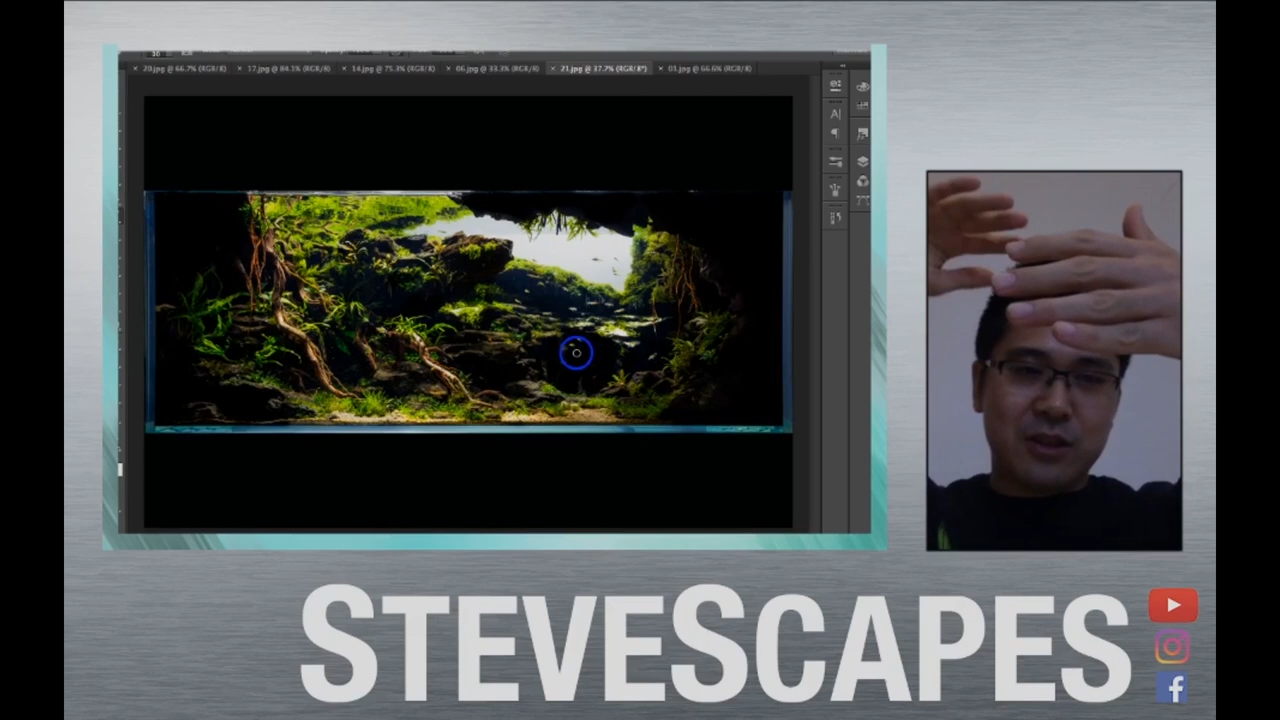 20.jpg @ 66.7% (RGB/8) × 17.jpg @ 84.1% (RGB/8) × 14.jpg @ 75.3% (RGB/8) × 06.jpg @ 33.3% (RGB/8) × 21.jpg @ 37.7% (RGB/8*) × 01.jpg @ 66.6% (RGB/8)
STEVESCAPES